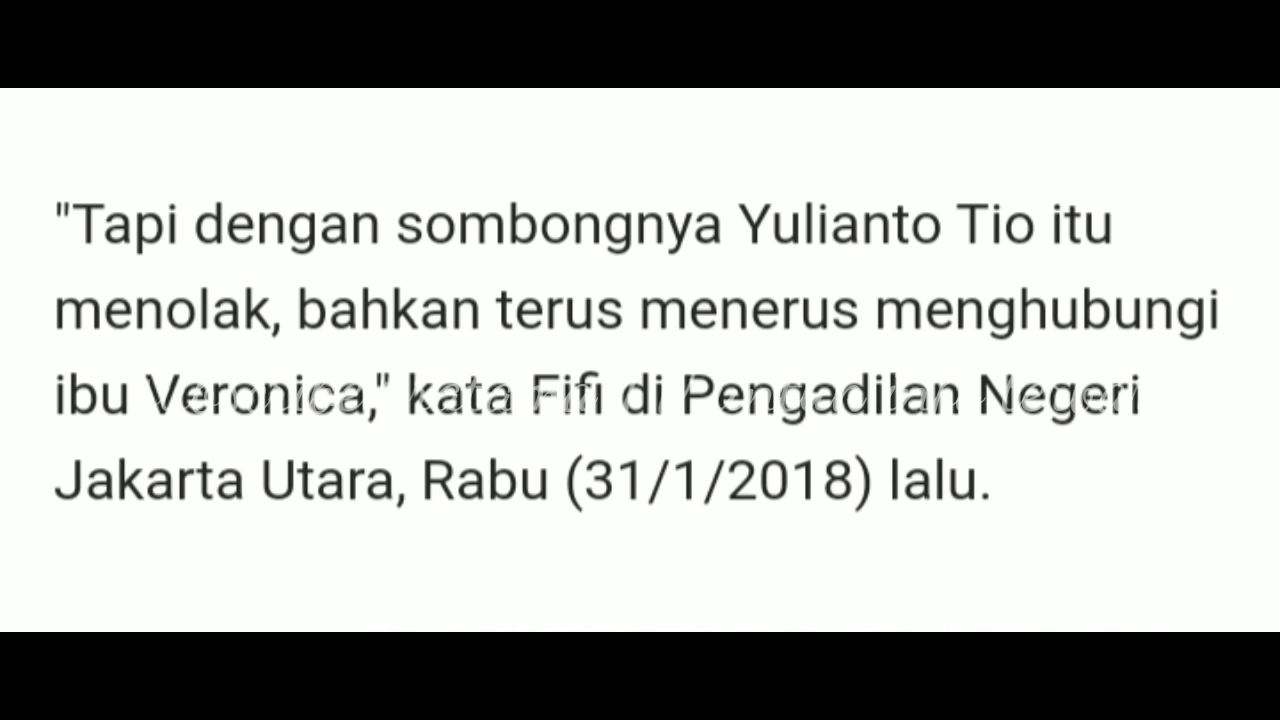 "Tapi dengan sombongnya Yulianto Tio itu
menolak, bahkan terus menerus menghubungi
ibu Veronica," kata Fifi di Pengadilan Negeri
Jakarta Utara, Rabu (31/1/2018) lalu.